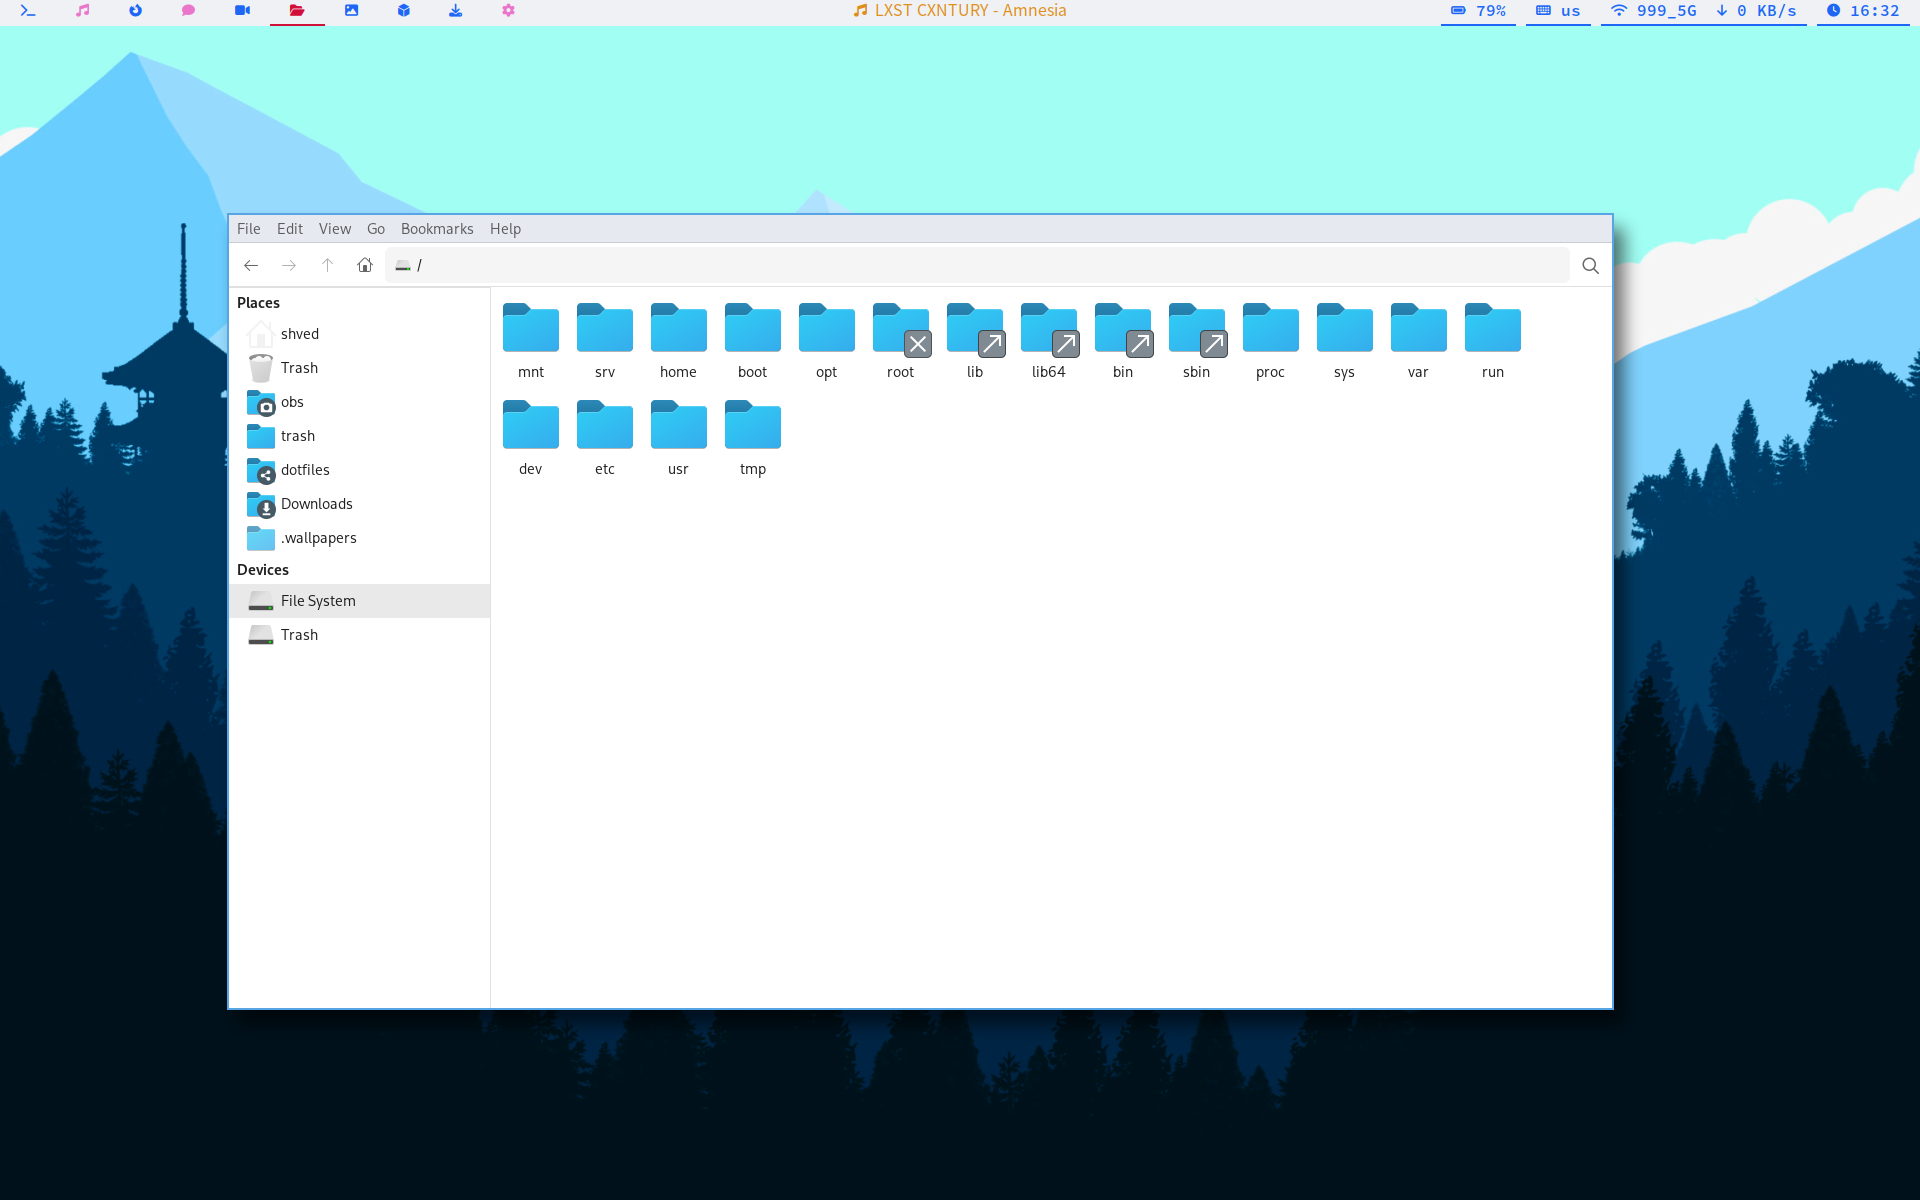 LXST CXNTURY - Amnesia
79% us 999_5G 0 KB/s 16:32
File Edit View Go Bookmarks Help
/
Places
shved
Trash
obs
trash
dotfiles
Downloads
.wallpapers
Devices
File System
Trash
mnt srv home boot opt root lib lib64 bin sbin proc sys var run
dev etc usr tmp